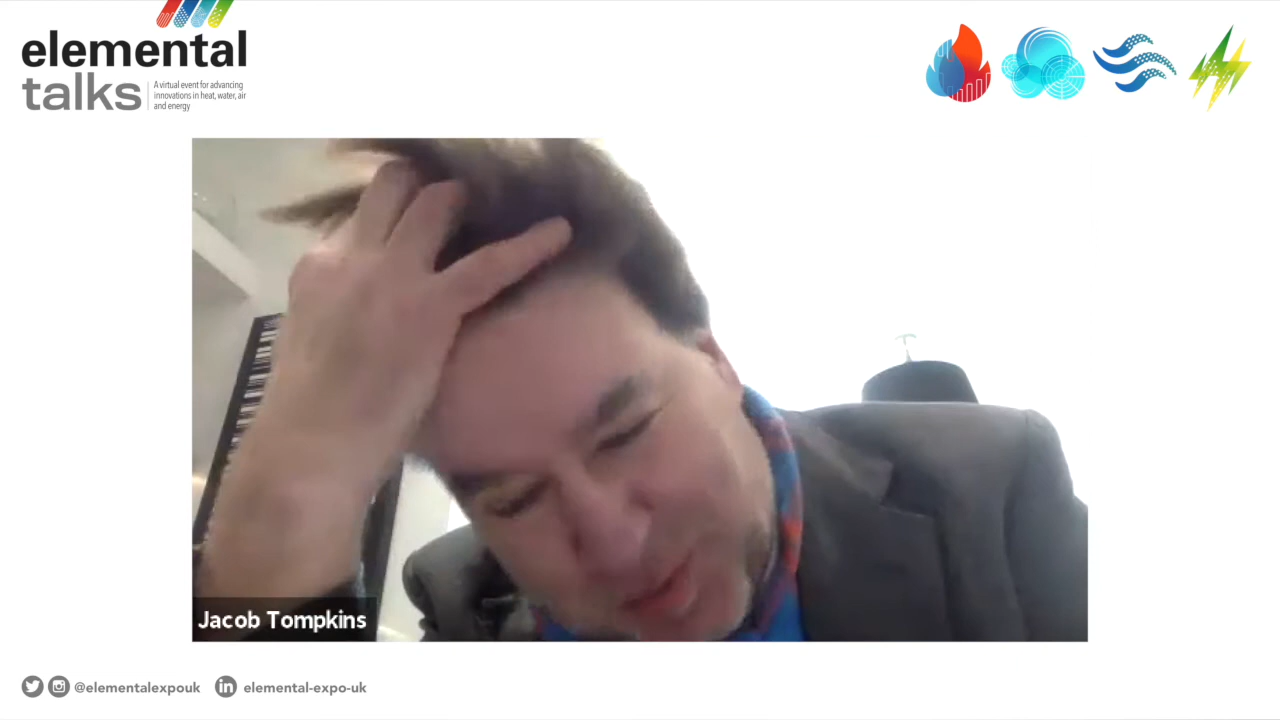 elemental
talks
A virtual event for advancing
innovations in heat, water, air
and energy
Jacob Tompkins
@elementalexpouk
elemental-expo-uk